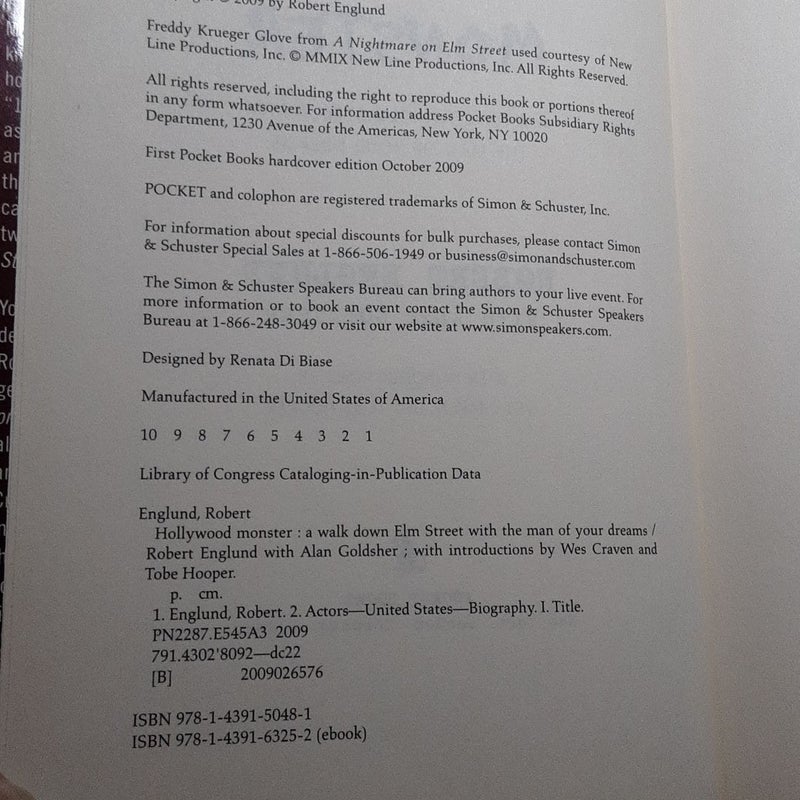 © 2009 by Robert Englund
Freddy Krueger Glove from A Nightmare on Elm Street used courtesy of New
Line Productions, Inc. © MMIX New Line Productions, Inc. All Rights Reserved.
All rights reserved, including the right to reproduce this book or portions thereof
in any form whatsoever. For information address Pocket Books Subsidiary Rights
Department, 1230 Avenue of the Americas, New York, NY 10020
First Pocket Books hardcover edition October 2009
POCKET and colophon are registered trademarks of Simon & Schuster, Inc.
For information about special discounts for bulk purchases, please contact Simon
& Schuster Special Sales at 1-866-506-1949 or business@simonandschuster.com
The Simon & Schuster Speakers Bureau can bring authors to your live event. For
more information or to book an event contact the Simon & Schuster Speakers
Bureau at 1-866-248-3049 or visit our website at www.simonspeakers.com.
Designed by Renata Di Biase
Manufactured in the United States of America
10 9 8 7 6 5 4 3 2 1
Library of Congress Cataloging-in-Publication Data
Englund, Robert
Hollywood monster : a walk down Elm Street with the man of your dreams /
Robert Englund with Alan Goldsher ; with introductions by Wes Craven and
Tobe Hooper.
p. cm.
1. Englund, Robert. 2. Actors—United States—Biography. I. Title.
PN2287.E545A3 2009
791.4302'8092—dc22
[B] 2009026576
ISBN 978-1-4391-5048-1
ISBN 978-1-4391-6325-2 (ebook)